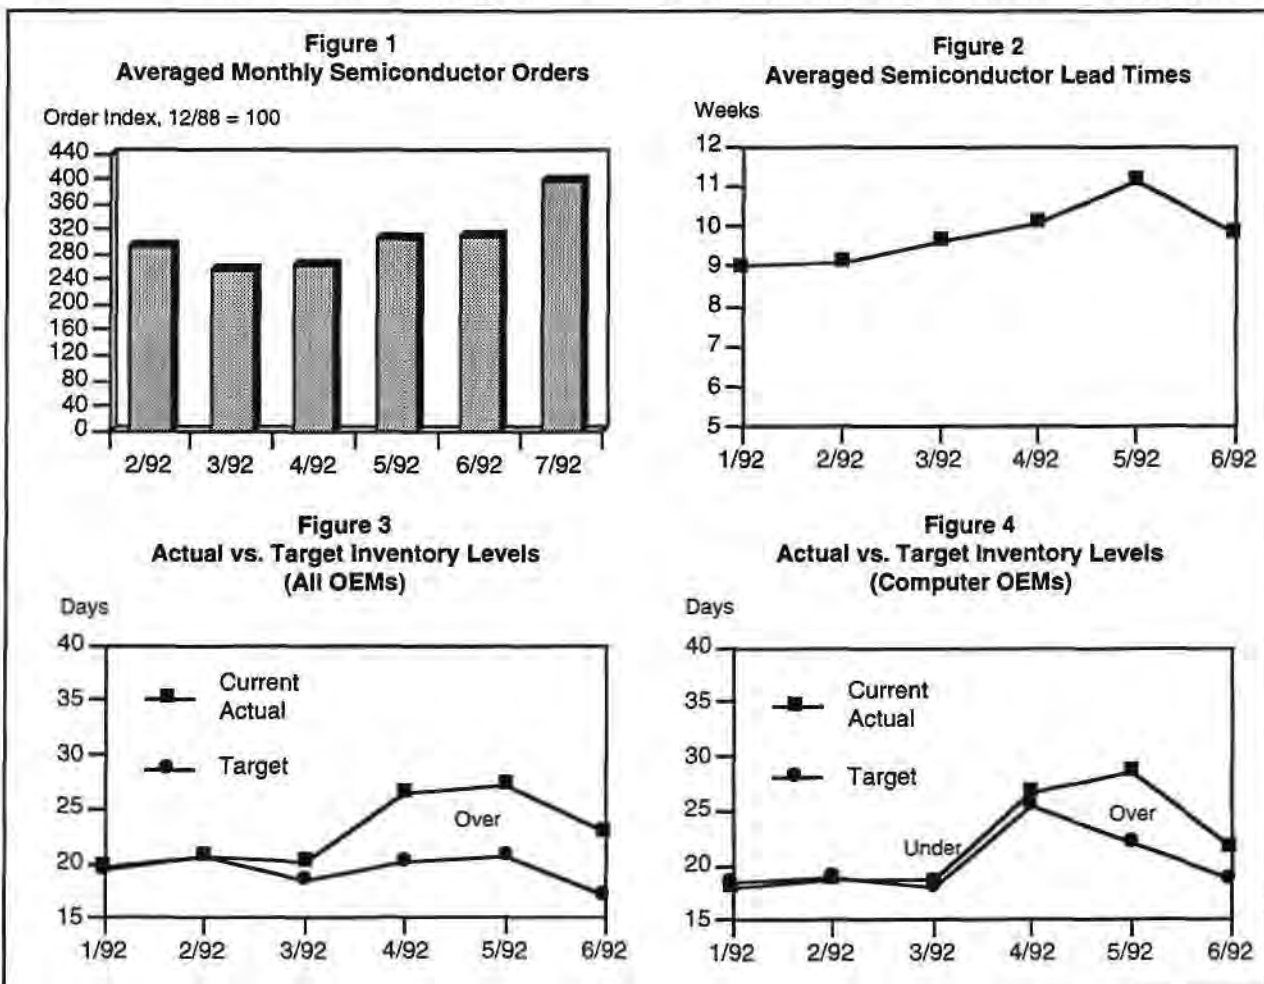 Figure 1
Averaged Monthly Semiconductor Orders
Order Index, 12/88 = 100
440
400
360
320
280
240
200
160
120
80
40
0
2/92 3/92 4/92 5/92 6/92 7/92
Figure 2
Averaged Semiconductor Lead Times
Weeks
12
11
10
9
8
7
6
5
1/92 2/92 3/92 4/92 5/92 6/92
Figure 3
Actual vs. Target Inventory Levels
(All OEMs)
Days
40
35
30
25
20
15
Current
Actual
Target
Over
1/92 2/92 3/92 4/92 5/92 6/92
Figure 4
Actual vs. Target Inventory Levels
(Computer OEMs)
Days
40
35
30
25
20
15
Current
Actual
Target
Under
Over
1/92 2/92 3/92 4/92 5/92 6/92